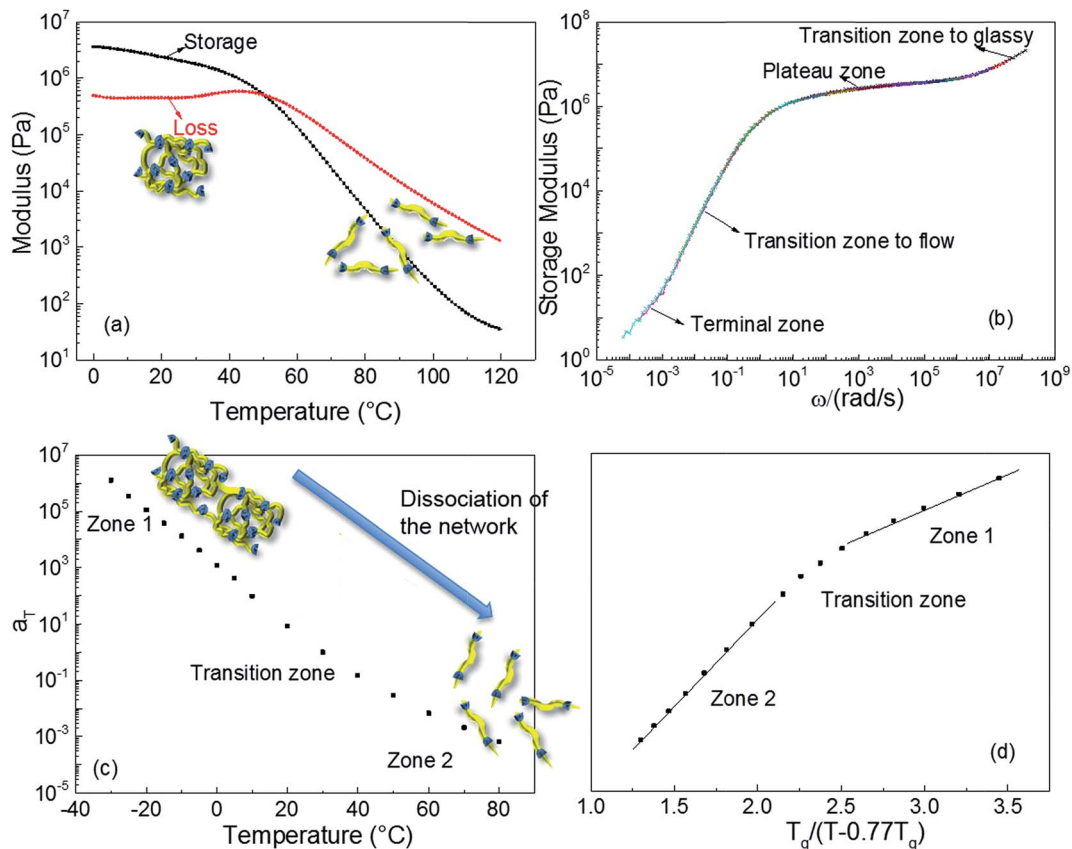 10^7
10^6
10^5
10^4
10^3
10^2
10^1
Modulus (Pa)
Storage
Loss
(a)
0 20 40 60 80 100 120
Temperature (°C)
10^8
10^6
10^4
10^2
10^0
Storage Modulus (Pa)
Transition zone to glassy
Plateau zone
Transition zone to flow
Terminal zone
(b)
10^-5 10^-3 10^-1 10^1 10^3 10^5 10^7 10^9
ω/(rad/s)
10^7
10^5
10^3
10^1
10^-1
10^-3
10^-5
a_T
Zone 1
Dissociation of
the network
Transition zone
Zone 2
(c)
-40 -20 0 20 40 60 80
Temperature (°C)
Zone 1
Transition zone
Zone 2
(d)
1.0 1.5 2.0 2.5 3.0 3.5
T_g/(T-0.77T_g)